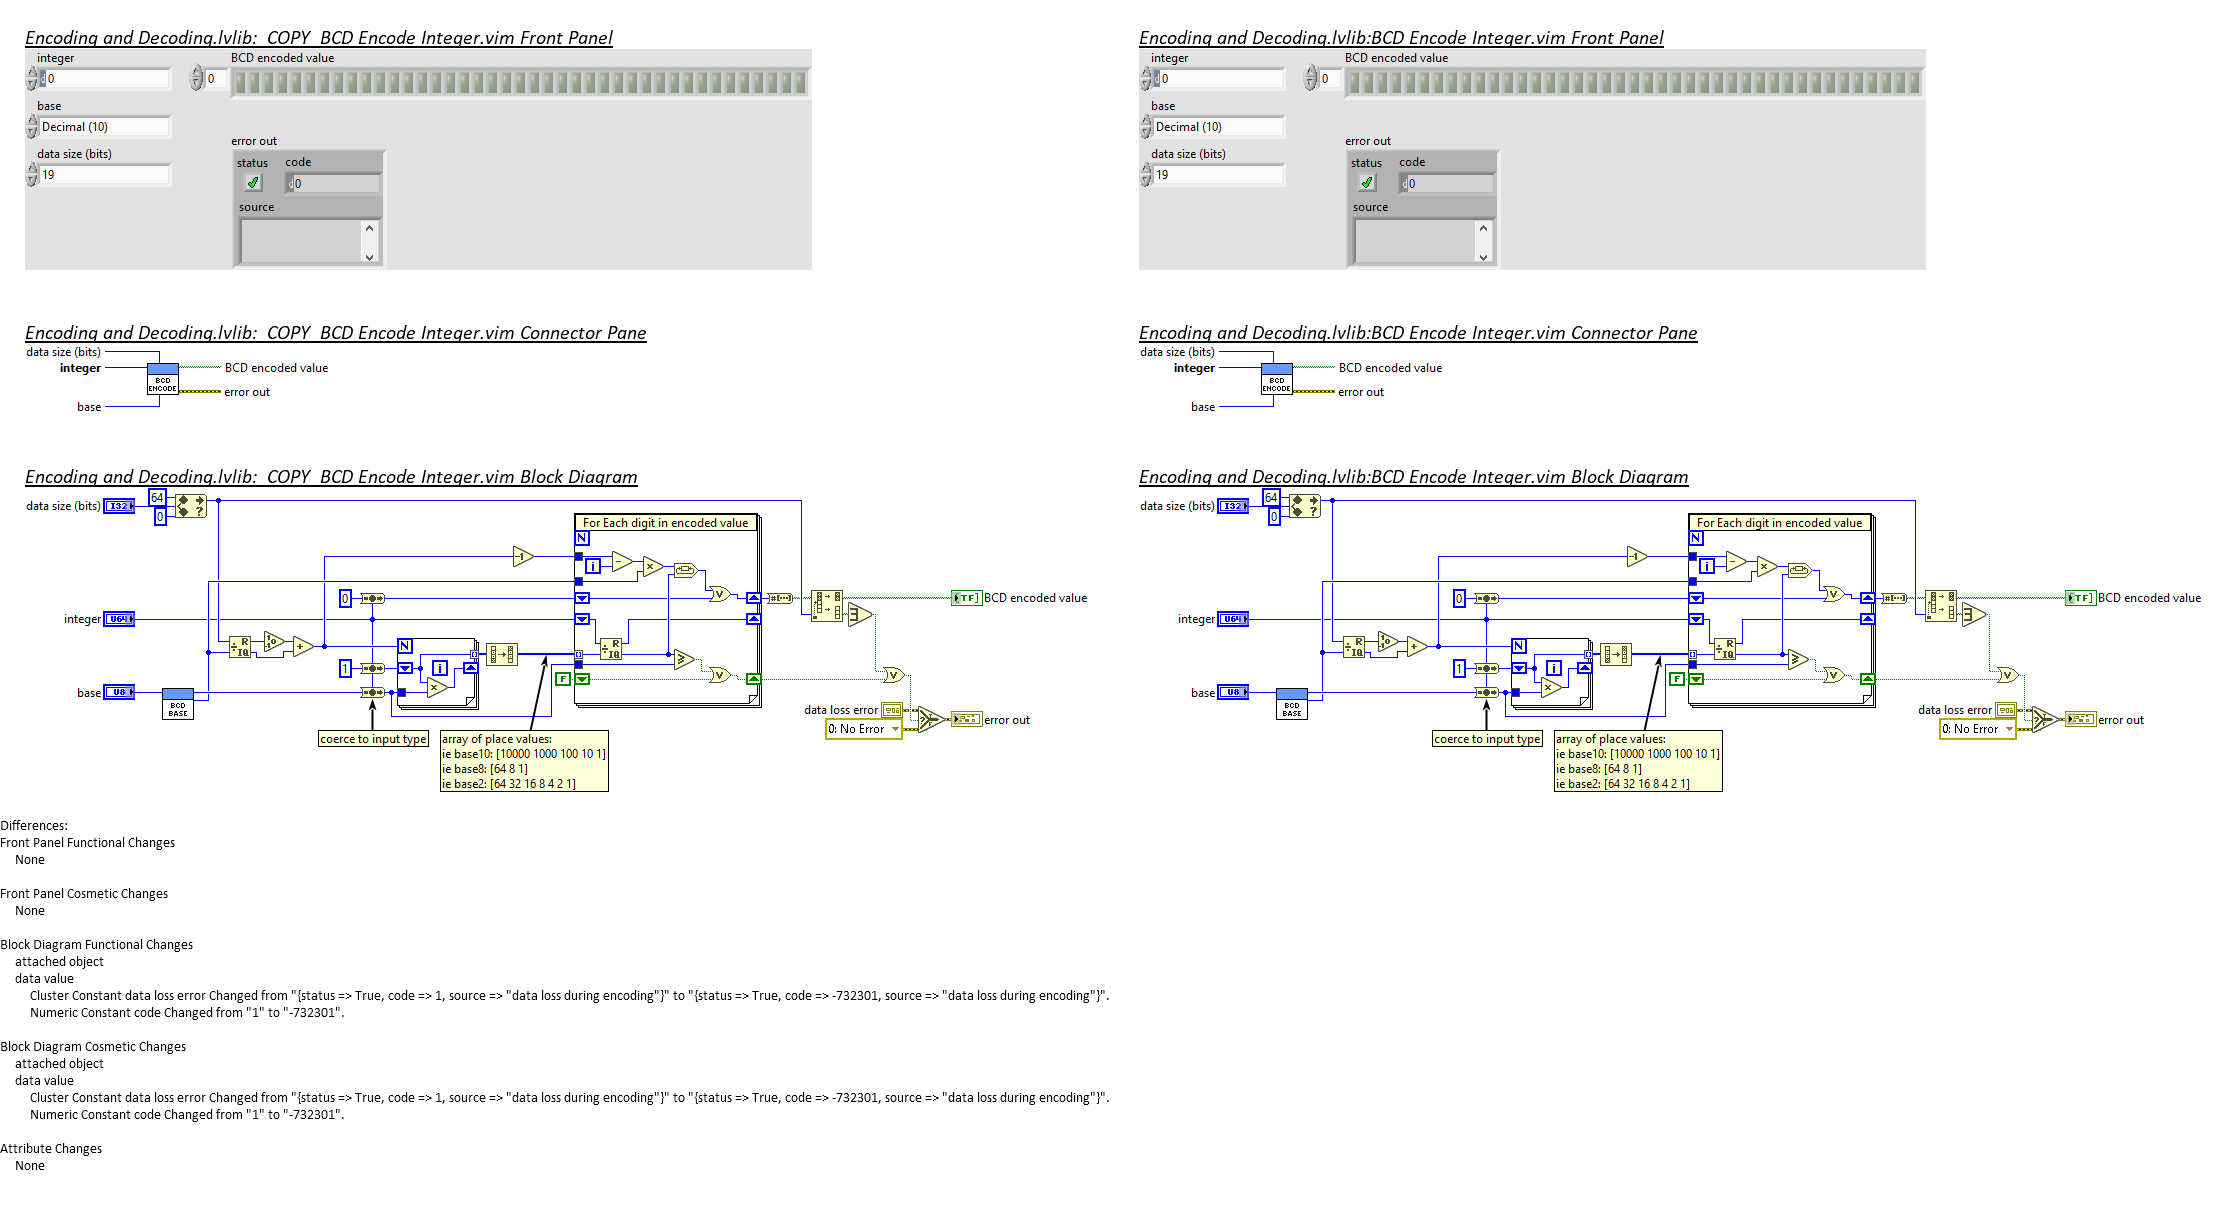 Encoding and Decoding.lvlib:_COPY_BCD Encode Integer.vim Front Panel
integer
0
0
BCD encoded value
base
Decimal (10)
data size (bits)
19
error out
status
code
0
source
Encoding and Decoding.lvlib:_COPY_BCD Encode Integer.vim Connector Pane
data size (bits)
integer
base
BCD
ENCODE
BCD encoded value
error out
Encoding and Decoding.lvlib:_COPY_BCD Encode Integer.vim Block Diagram
data size (bits)
I32
64
0
?
For Each digit in encoded value
N
-1
i
-
x
V
0
#[...]
TF
BCD encoded value
integer
U64
R
IQ
+
N
i
x
1
R
IQ
≥
V
F
V
base
U8
BCD
BASE
data loss error
0: No Error
error out
coerce to input type
array of place values:
ie base10: [10000 1000 100 10 1]
ie base8: [64 8 1]
ie base2: [64 32 16 8 4 2 1]
Encoding and Decoding.lvlib:BCD Encode Integer.vim Front Panel
integer
0
0
BCD encoded value
base
Decimal (10)
data size (bits)
19
error out
status
code
0
source
Encoding and Decoding.lvlib:BCD Encode Integer.vim Connector Pane
data size (bits)
integer
base
BCD
ENCODE
BCD encoded value
error out
Encoding and Decoding.lvlib:BCD Encode Integer.vim Block Diagram
data size (bits)
I32
64
0
?
For Each digit in encoded value
N
-1
i
-
x
V
0
#[...]
TF
BCD encoded value
integer
U64
R
IQ
+
N
i
x
1
R
IQ
≥
V
F
V
base
U8
BCD
BASE
data loss error
0: No Error
error out
coerce to input type
array of place values:
ie base10: [10000 1000 100 10 1]
ie base8: [64 8 1]
ie base2: [64 32 16 8 4 2 1]
Differences:
Front Panel Functional Changes
None
Front Panel Cosmetic Changes
None
Block Diagram Functional Changes
attached object
data value
Cluster Constant data loss error Changed from "{status => True, code => 1, source => "data loss during encoding"}" to "{status => True, code => -732301, source => "data loss during encoding"}".
Numeric Constant code Changed from "1" to "-732301".
Block Diagram Cosmetic Changes
attached object
data value
Cluster Constant data loss error Changed from "{status => True, code => 1, source => "data loss during encoding"}" to "{status => True, code => -732301, source => "data loss during encoding"}".
Numeric Constant code Changed from "1" to "-732301".
Attribute Changes
None